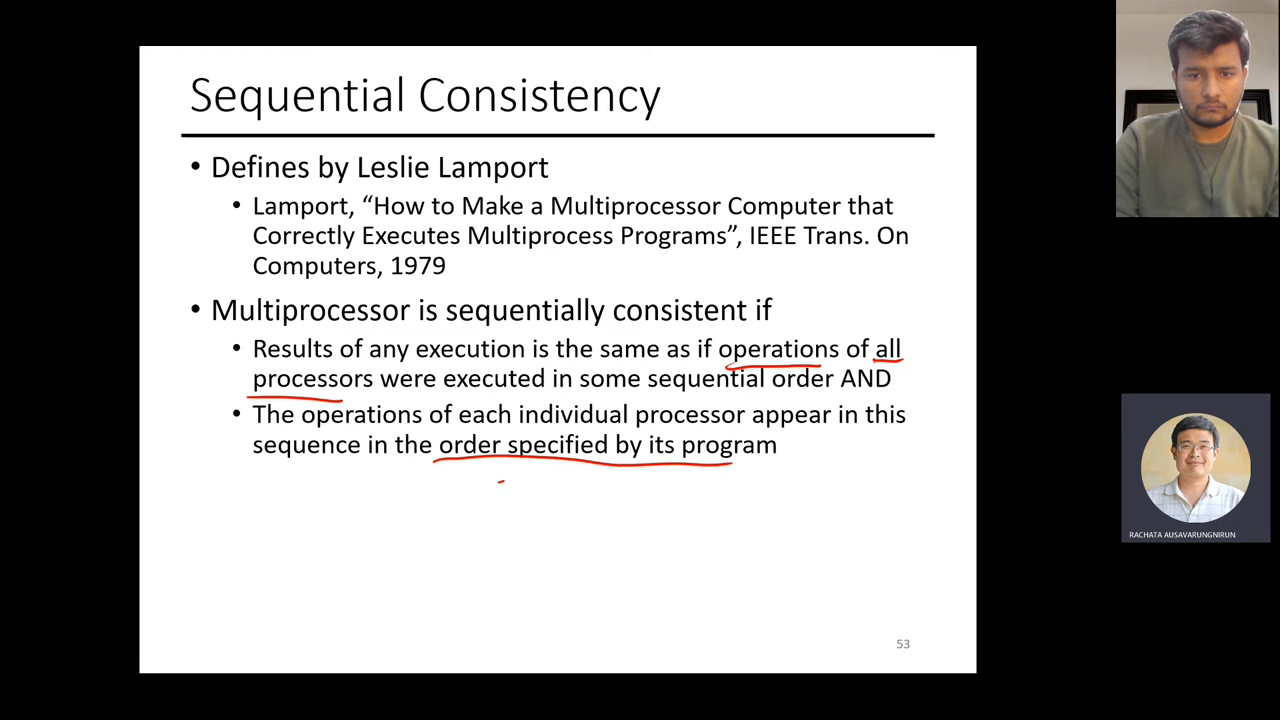 Sequential Consistency
• Defines by Leslie Lamport
• Lamport, “How to Make a Multiprocessor Computer that
Correctly Executes Multiprocess Programs”, IEEE Trans. On
Computers, 1979
• Multiprocessor is sequentially consistent if
• Results of any execution is the same as if operations of all
processors were executed in some sequential order AND
• The operations of each individual processor appear in this
sequence in the order specified by its program
53
RACHATA AUSAVARUNGNIRUN